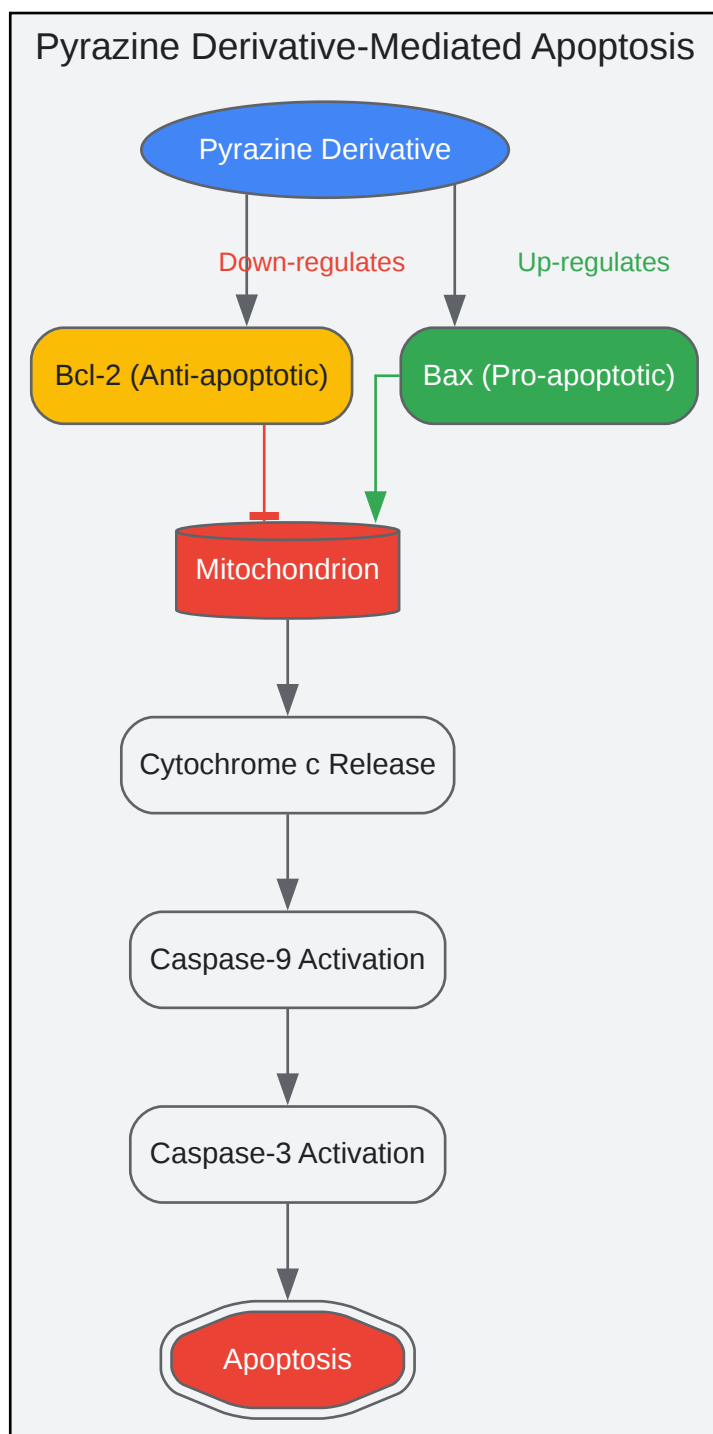 Pyrazine Derivative-Mediated Apoptosis
Pyrazine Derivative
Down-regulates
Up-regulates
Bcl-2 (Anti-apoptotic)
Bax (Pro-apoptotic)
Mitochondrion
Cytochrome c Release
Caspase-9 Activation
Caspase-3 Activation
Apoptosis